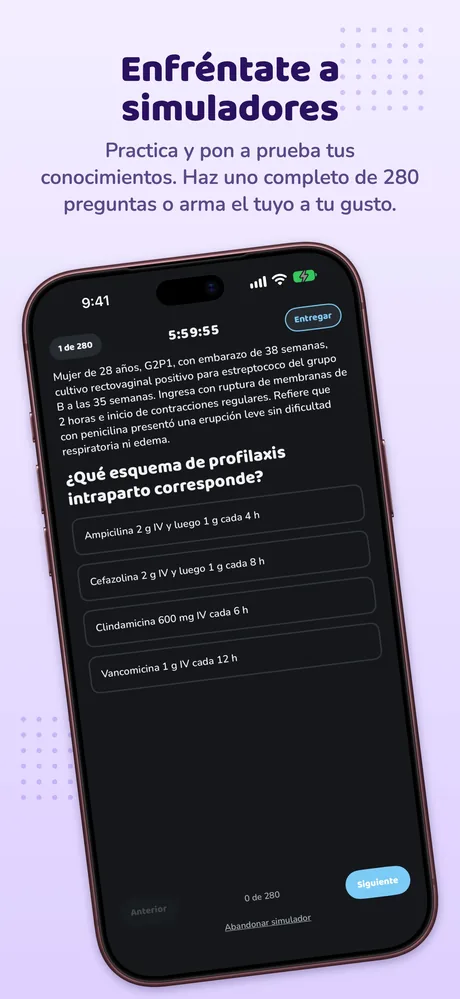 Enfréntate a
simuladores
Practica y pon a prueba tus
conocimientos. Haz uno completo de 280
preguntas o arma el tuyo a tu gusto.
9:41
1 de 280
5:59:55
Entregar
Mujer de 28 años, G2P1, con embarazo de 38 semanas,
cultivo rectovaginal positivo para estreptococo del grupo
B a las 35 semanas. Ingresa con ruptura de membranas de
2 horas e inicio de contracciones regulares. Refiere que
con penicilina presentó una erupción leve sin dificultad
respiratoria ni edema.
¿Qué esquema de profilaxis
intraparto corresponde?
Ampicilina 2 g IV y luego 1 g cada 4 h
Cefazolina 2 g IV y luego 1 g cada 8 h
Clindamicina 600 mg IV cada 6 h
Vancomicina 1 g IV cada 12 h
Anterior
0 de 280
Siguiente
Abandonar simulador